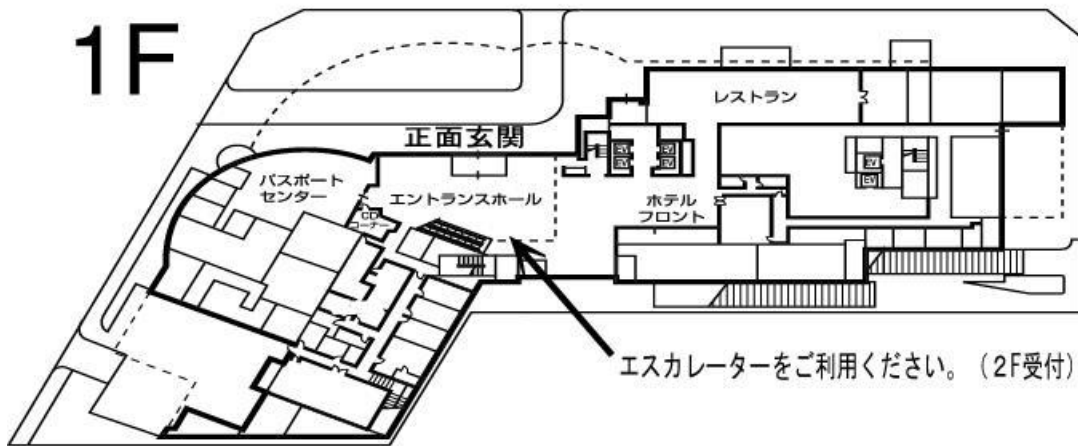 1F
レストラン
正面玄関
EV
EV
EV
EV
EV
EV
パスポート
センター
エントランスホール
ホテル
フロント
CD
コーナー
エスカレーターをご利用ください。（2F受付）